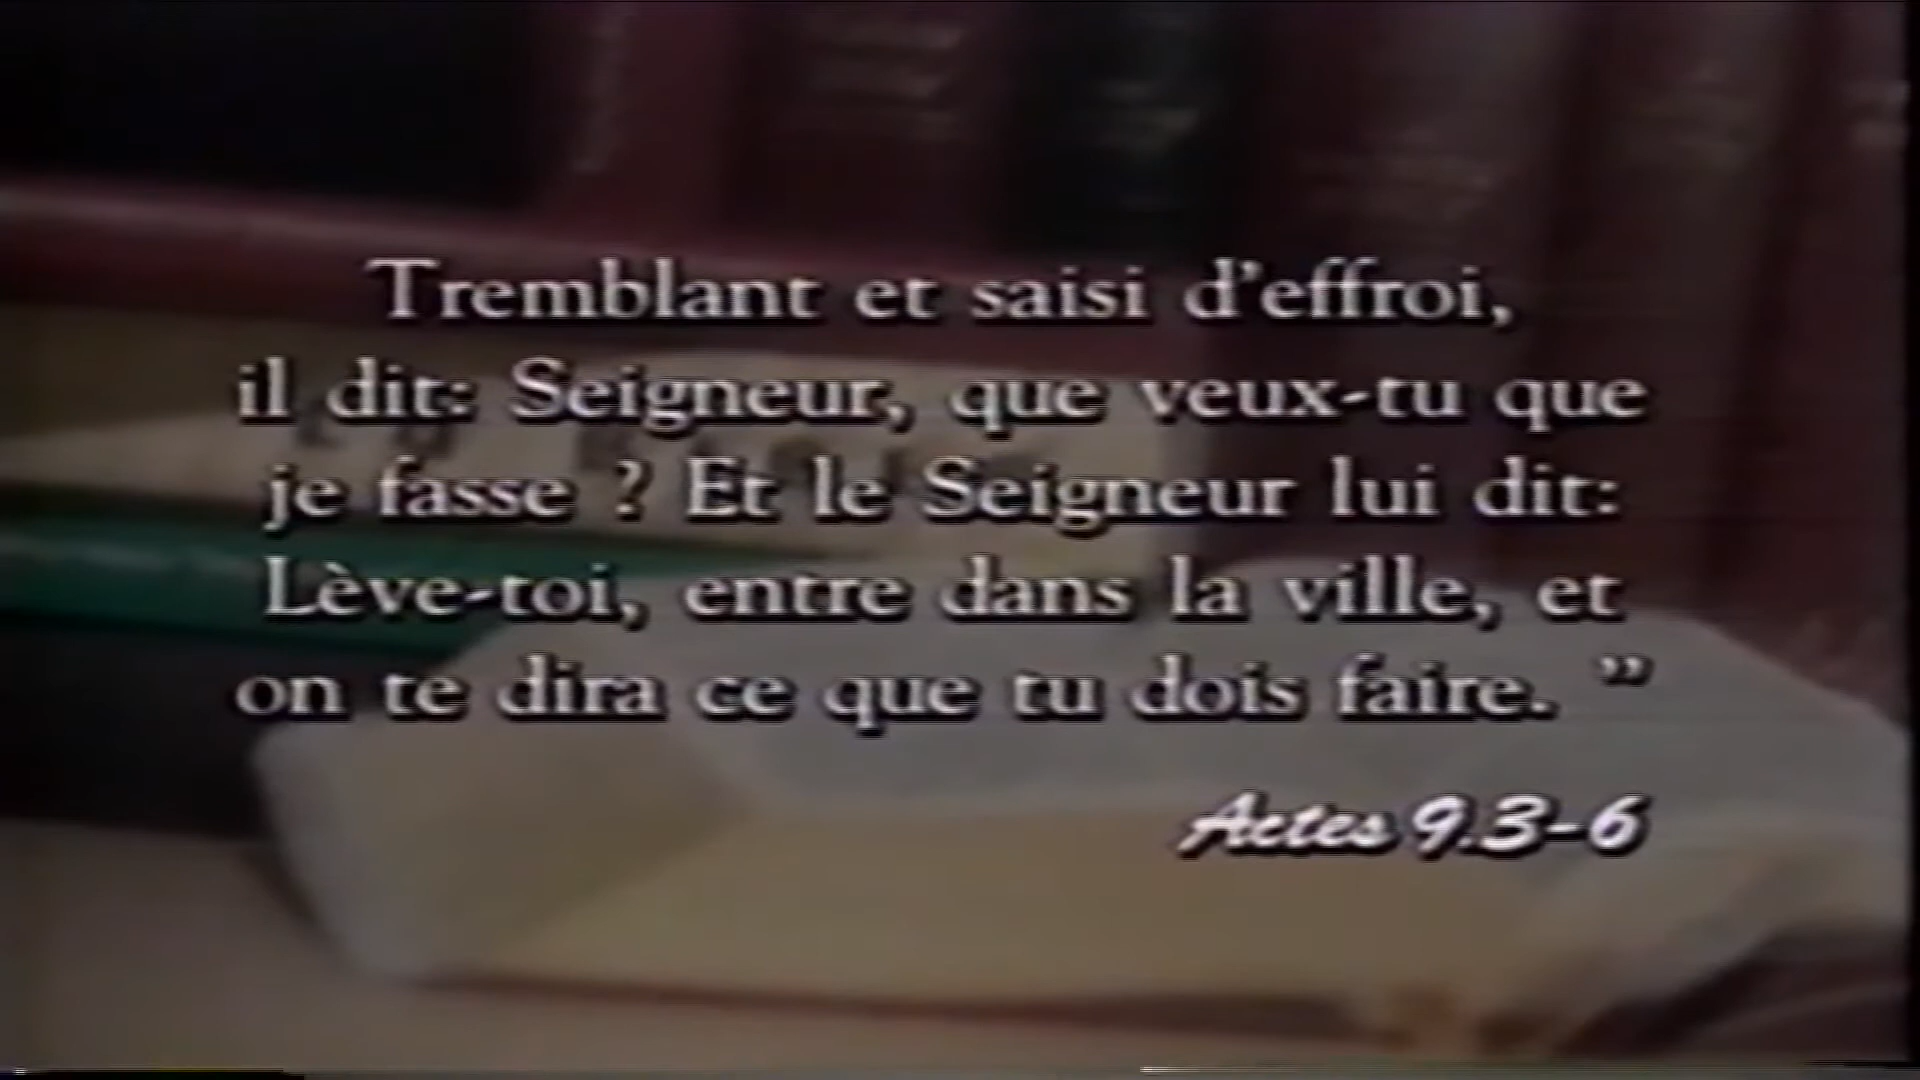 Tremblant et saisi d'effroi,
il dit: Seigneur, que veux-tu que
je fasse ? Et le Seigneur lui dit:
Lève-toi, entre dans la ville, et
on te dira ce que tu dois faire. ”
Actes 9.3-6